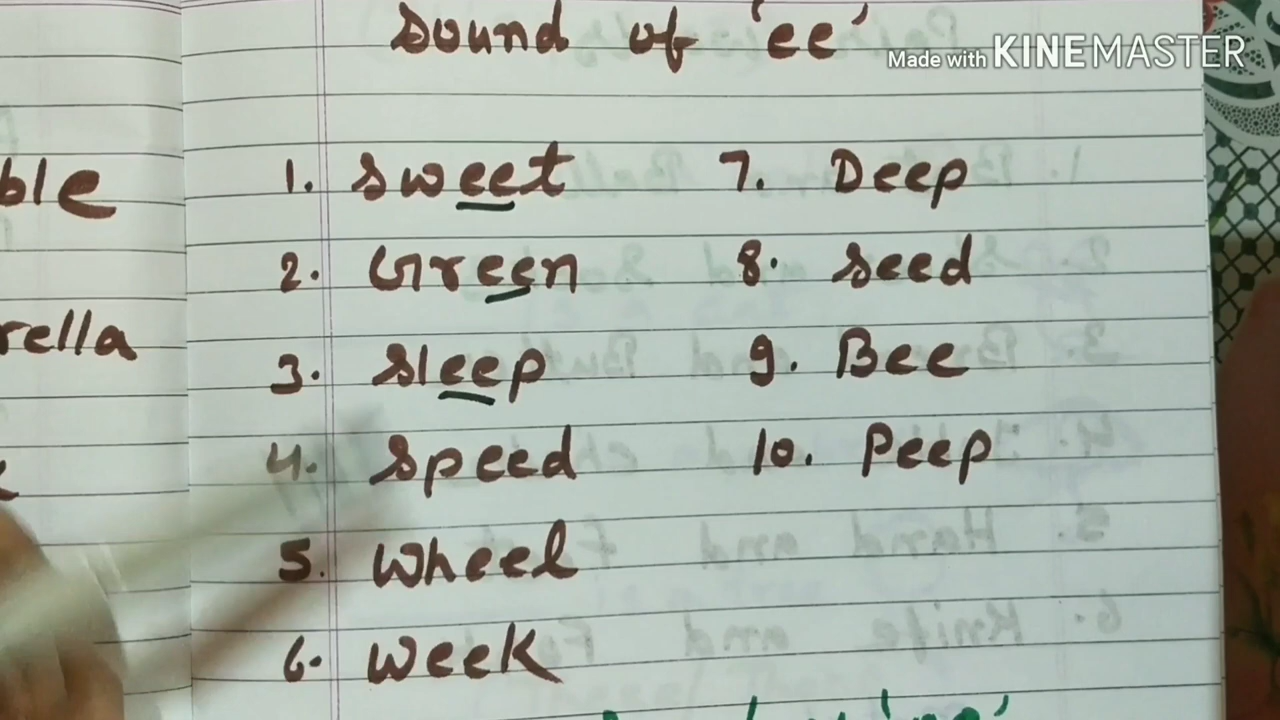 Sound of 'ee'
Made with KINEMASTER
ble
rella
1. Sweet
2. Green
3. Sleep
4. Speed
5. Wheel
6. Week
7. Deep
8. Seed
9. Bee
10. Peep